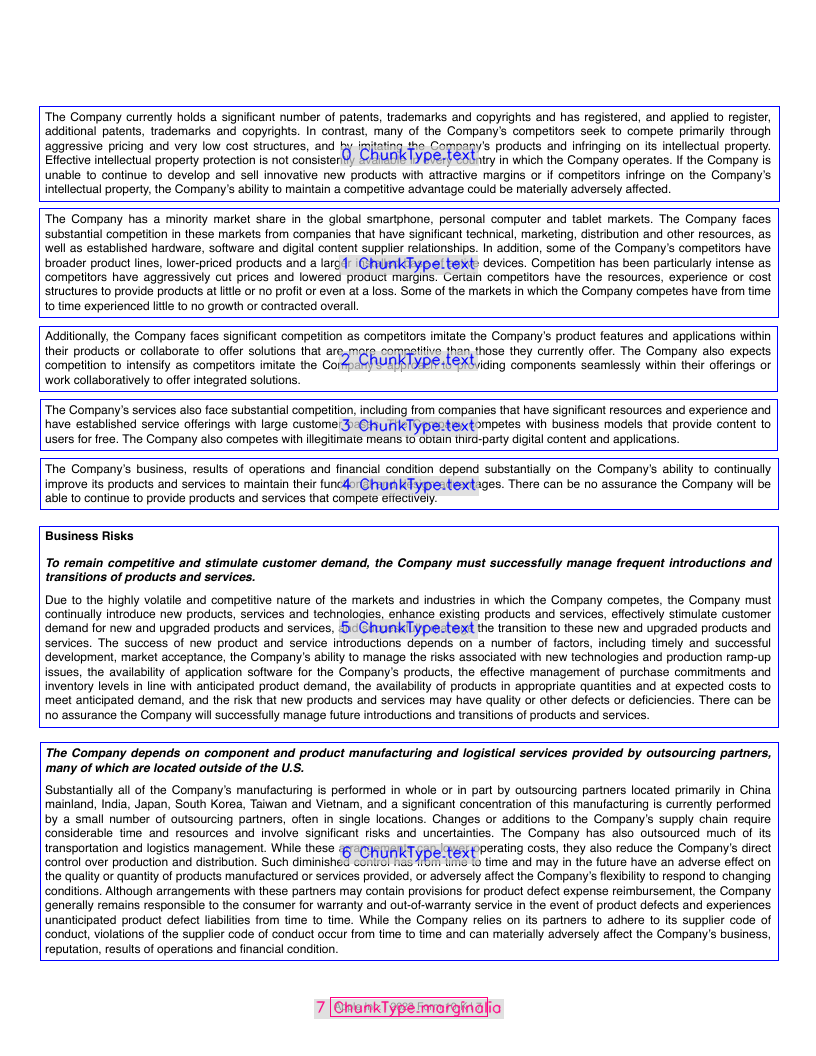 The Company currently holds a significant number of patents, trademarks and copyrights and has registered, and applied to register,
additional patents, trademarks and copyrights. In contrast, many of the Company's competitors seek to compete primarily through
aggressive pricing and very low cost structures, and by imitating the Company's products and infringing on its intellectual property.
0 ChunkType.text
Effective intellectual property protection is not consistently available in every country in which the Company operates. If the Company is
unable to continue to develop and sell innovative new products with attractive margins or if competitors infringe on the Company's
intellectual property, the Company's ability to maintain a competitive advantage could be materially adversely affected.
The Company has a minority market share in the global smartphone, personal computer and tablet markets. The Company faces
substantial competition in these markets from companies that have significant technical, marketing, distribution and other resources, as
well as established hardware, software and digital content supplier relationships. In addition, some of the Company's competitors have
broader product lines, lower-priced products and a larger devices. Competition has been particularly intense as
1 ChunkType.text
competitors have aggressively cut prices and lowered product margins. Certain competitors have the resources, experience or cost
structures to provide products at little or no profit or even at a loss. Some of the markets in which the Company competes have from time
to time experienced little to no growth or contracted overall.
Additionally, the Company faces significant competition as competitors imitate the Company's product features and applications within
their products or collaborate to offer solutions that are more competitive than those they currently offer. The Company also expects
2 ChunkType.text
competition to intensify as competitors imitate the Company's approach to providing components seamlessly within their offerings or
work collaboratively to offer integrated solutions.
The Company's services also face substantial competition, including from companies that have significant resources and experience and
have established service offerings with large customer competes with business models that provide content to
3 ChunkType.text
users for free. The Company also competes with illegitimate means to obtain third-party digital content and applications.
The Company's business, results of operations and financial condition depend substantially on the Company's ability to continually
improve its products and services to maintain their There can be no assurance the Company will be
4 ChunkType.text
able to continue to provide products and services that compete effectively.
Business Risks
To remain competitive and stimulate customer demand, the Company must successfully manage frequent introductions and
transitions of products and services.
Due to the highly volatile and competitive nature of the markets and industries in which the Company competes, the Company must
continually introduce new products, services and technologies, enhance existing products and services, effectively stimulate customer
demand for new and upgraded products and services, the transition to these new and upgraded products and
5 ChunkType.text
services. The success of new product and service introductions depends on a number of factors, including timely and successful
development, market acceptance, the Company's ability to manage the risks associated with new technologies and production ramp-up
issues, the availability of application software for the Company's products, the effective management of purchase commitments and
inventory levels in line with anticipated product demand, the availability of products in appropriate quantities and at expected costs to
meet anticipated demand, and the risk that new products and services may have quality or other defects or deficiencies. There can be
no assurance the Company will successfully manage future introductions and transitions of products and services.
The Company depends on component and product manufacturing and logistical services provided by outsourcing partners,
many of which are located outside of the U.S.
Substantially all of the Company's manufacturing is performed in whole or in part by outsourcing partners located primarily in China
mainland, India, Japan, South Korea, Taiwan and Vietnam, and a significant concentration of this manufacturing is currently performed
by a small number of outsourcing partners, often in single locations. Changes or additions to the Company's supply chain require
considerable time and resources and involve significant risks and uncertainties. The Company has also outsourced much of its
transportation and logistics management. While these arrangements can lower operating costs, they also reduce the Company's direct
6 ChunkType.text
control over production and distribution. Such diminished control has from time to time and may in the future have an adverse effect on
the quality or quantity of products manufactured or services provided, or adversely affect the Company's flexibility to respond to changing
conditions. Although arrangements with these partners may contain provisions for product defect expense reimbursement, the Company
generally remains responsible to the consumer for warranty and out-of-warranty service in the event of product defects and experiences
unanticipated product defect liabilities from time to time. While the Company relies on its partners to adhere to its supplier code of
conduct, violations of the supplier code of conduct occur from time to time and can materially adversely affect the Company's business,
reputation, results of operations and financial condition.
7 ChunkType.marginalia